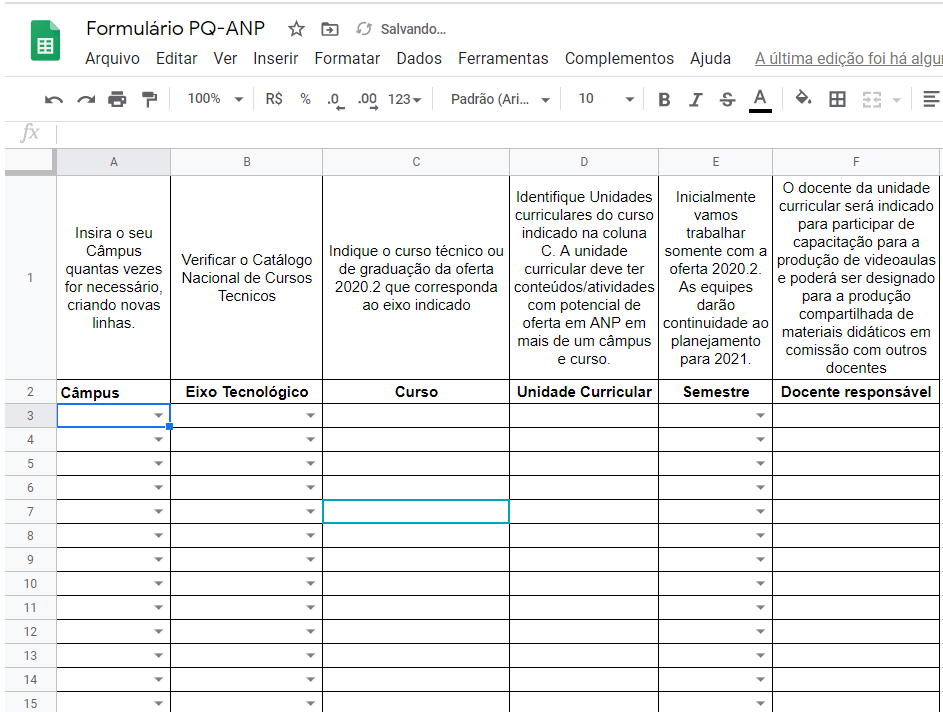 Formulário PQ-ANP
Salvando...
Arquivo Editar Ver Inserir Formatar Dados Ferramentas Complementos Ajuda A última edição foi há algu
100% R$ % .0 .00 123 Padrão (Ari... 10 B I S A
fx
A B C D E F
1
Insira o seu
Câmpus
quantas vezes
for necessário,
criando novas
linhas.
Verificar o Catálogo
Nacional de Cursos
Tecnicos
Indique o curso técnico ou
de graduação da oferta
2020.2 que corresponda
ao eixo indicado
Identifique Unidades
curriculares do curso
indicado na coluna
C. A unidade
curricular deve ter
conteúdos/atividades
com potencial de
oferta em ANP em
mais de um câmpus
e curso.
Inicialmente
vamos
trabalhar
somente com a
oferta 2020.2.
As equipes
darão
continuidade ao
planejamento
para 2021.
O docente da unidade
curricular será indicado
para participar de
capacitação para a
produção de videoaulas
e poderá ser designado
para a produção
compartilhada de
materiais didáticos em
comissão com outros
docentes
2 Câmpus Eixo Tecnológico Curso Unidade Curricular Semestre Docente responsável
3
4
5
6
7
8
9
10
11
12
13
14
15